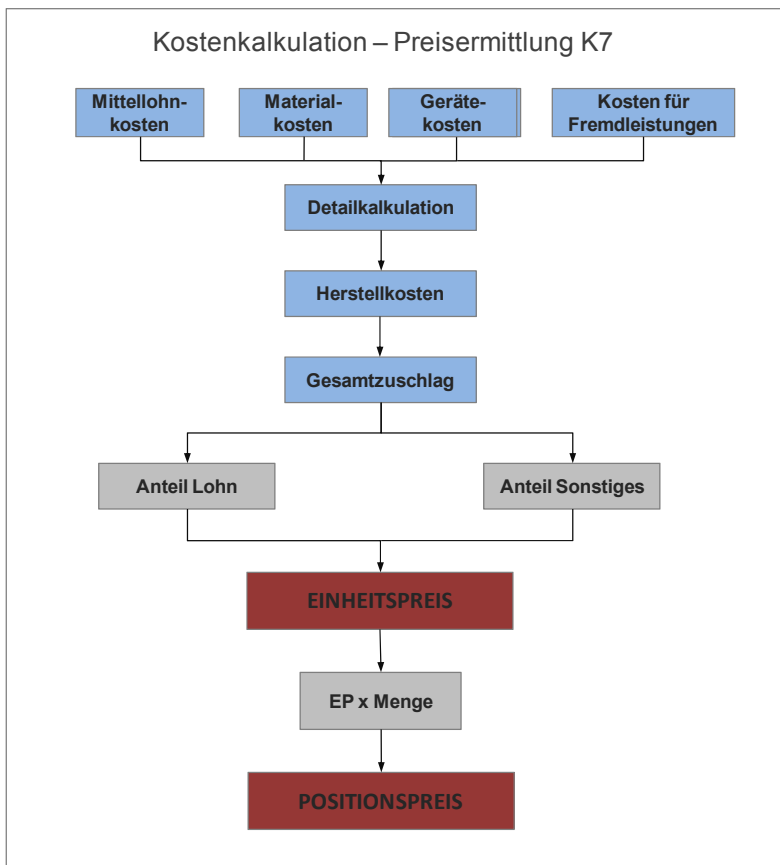 Kostenkalkulation – Preisermittlung K7
Mittellohn-
kosten
Material-
kosten
Geräte-
kosten
Kosten für
Fremdleistungen
Detailkalkulation
Herstellkosten
Gesamtzuschlag
Anteil Lohn
Anteil Sonstiges
EINHEITSPREIS
EP x Menge
POSITIONSPREIS